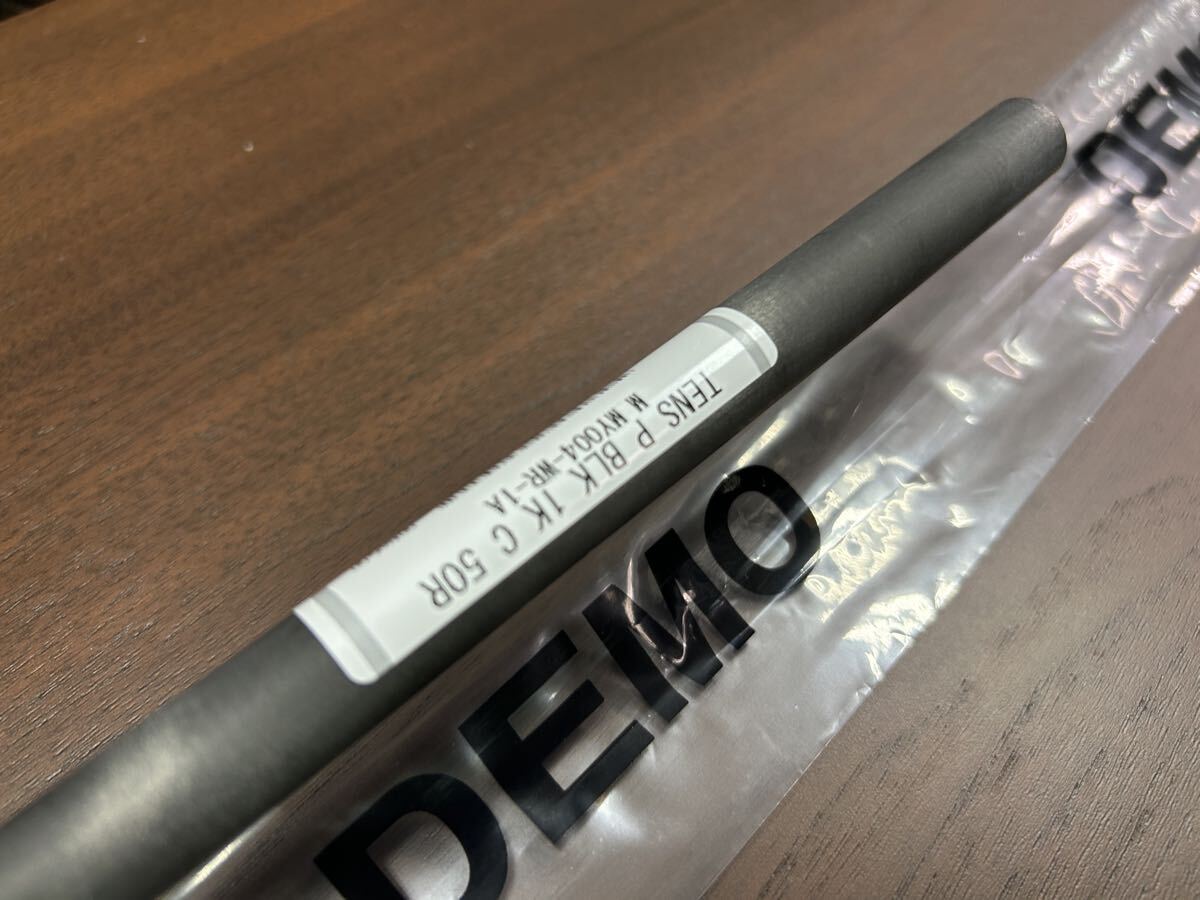 TENS P BLK 1K C 50R
M MY004-WR-1A
DEMO
DEMO